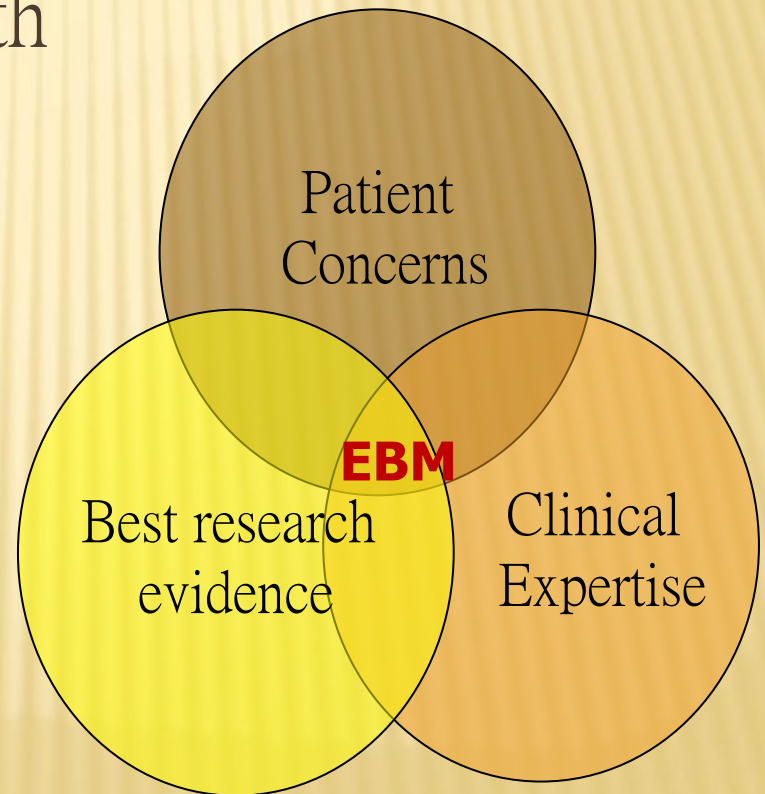 th
Patient
Concerns
EBM
Best research
evidence
Clinical
Expertise